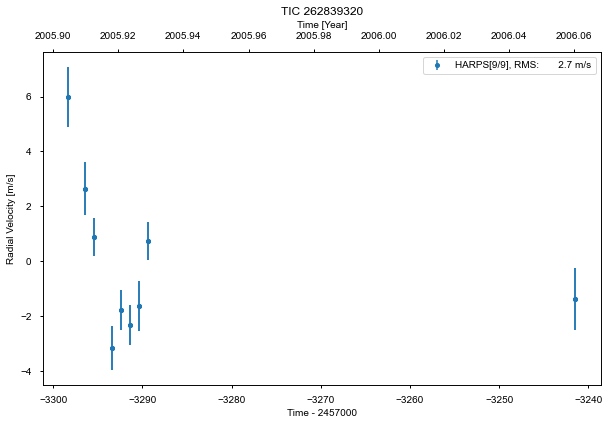 TIC 262839320
Time [Year]
2005.90 2005.92 2005.94 2005.96 2005.98 2006.00 2006.02 2006.04 2006.06
HARPS[9/9], RMS: 2.7 m/s
6
4
2
0
−2
−4
Radial Velocity [m/s]
−3300 −3290 −3280 −3270 −3260 −3250 −3240
Time - 2457000